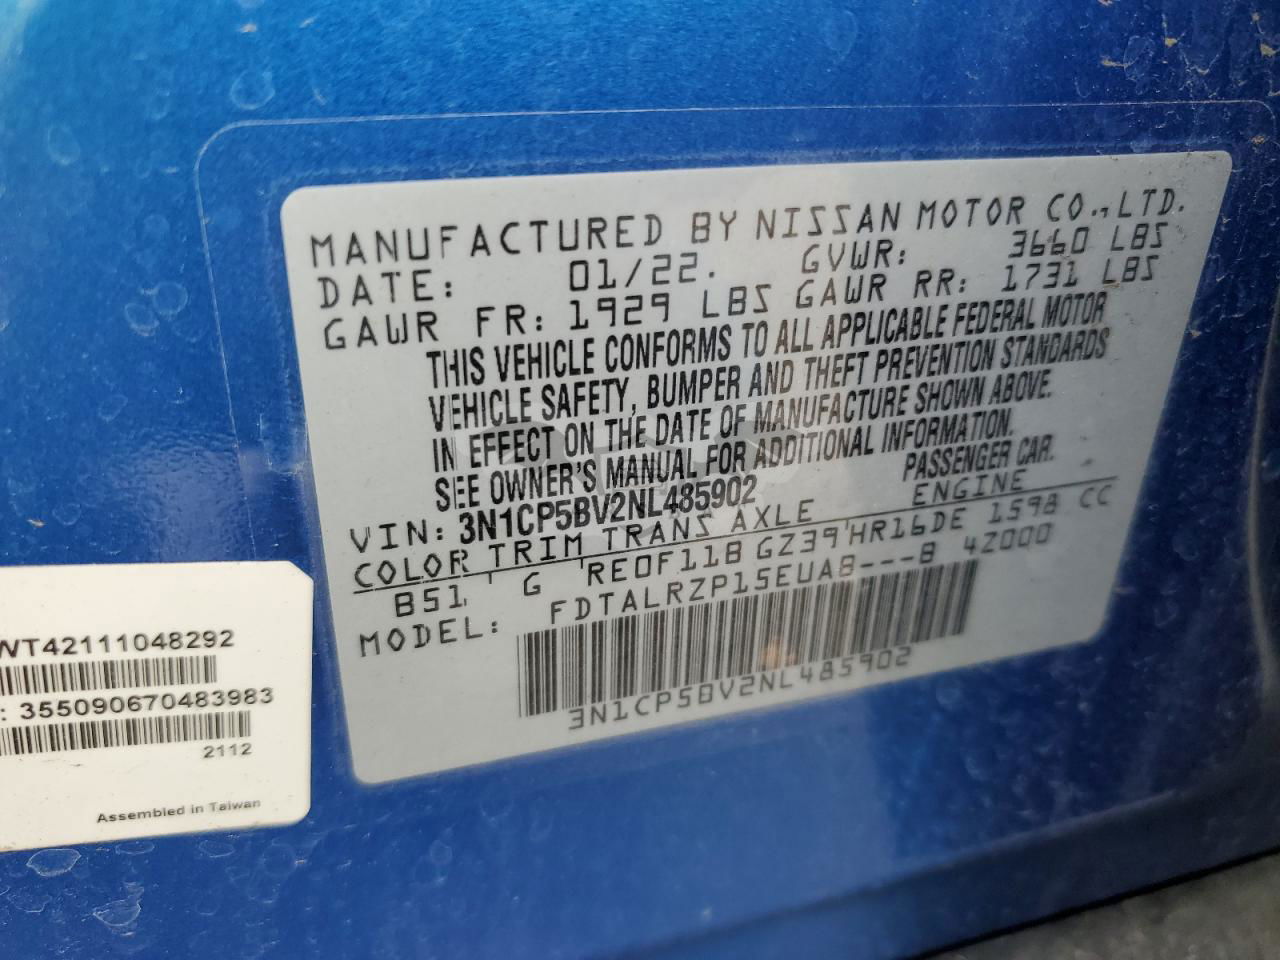 MANUFACTURED BY NISSAN MOTOR CO.,LTD.
DATE: 01/22. GVWR: 3660 LBS
GAWR FR: 1929 LBS GAWR RR: 1731 LBS
THIS VEHICLE CONFORMS TO ALL APPLICABLE FEDERAL MOTOR
VEHICLE SAFETY, BUMPER AND THEFT PREVENTION STANDARDS
IN EFFECT ON THE DATE OF MANUFACTURE SHOWN ABOVE.
SEE OWNER'S MANUAL FOR ADDITIONAL INFORMATION.
VIN: 3N1CP5BV2NL485902 PASSENGER CAR.
COLOR TRIM TRANS AXLE ENGINE
B51 G RE0F11B GZ39 HR16DE 1598 CC
MODEL: FDTALRZP15EUA8---B 4Z000
3N1CP5BV2NL485902
WT42111048292
: 355090670483983
2112
Assembled in Taiwan